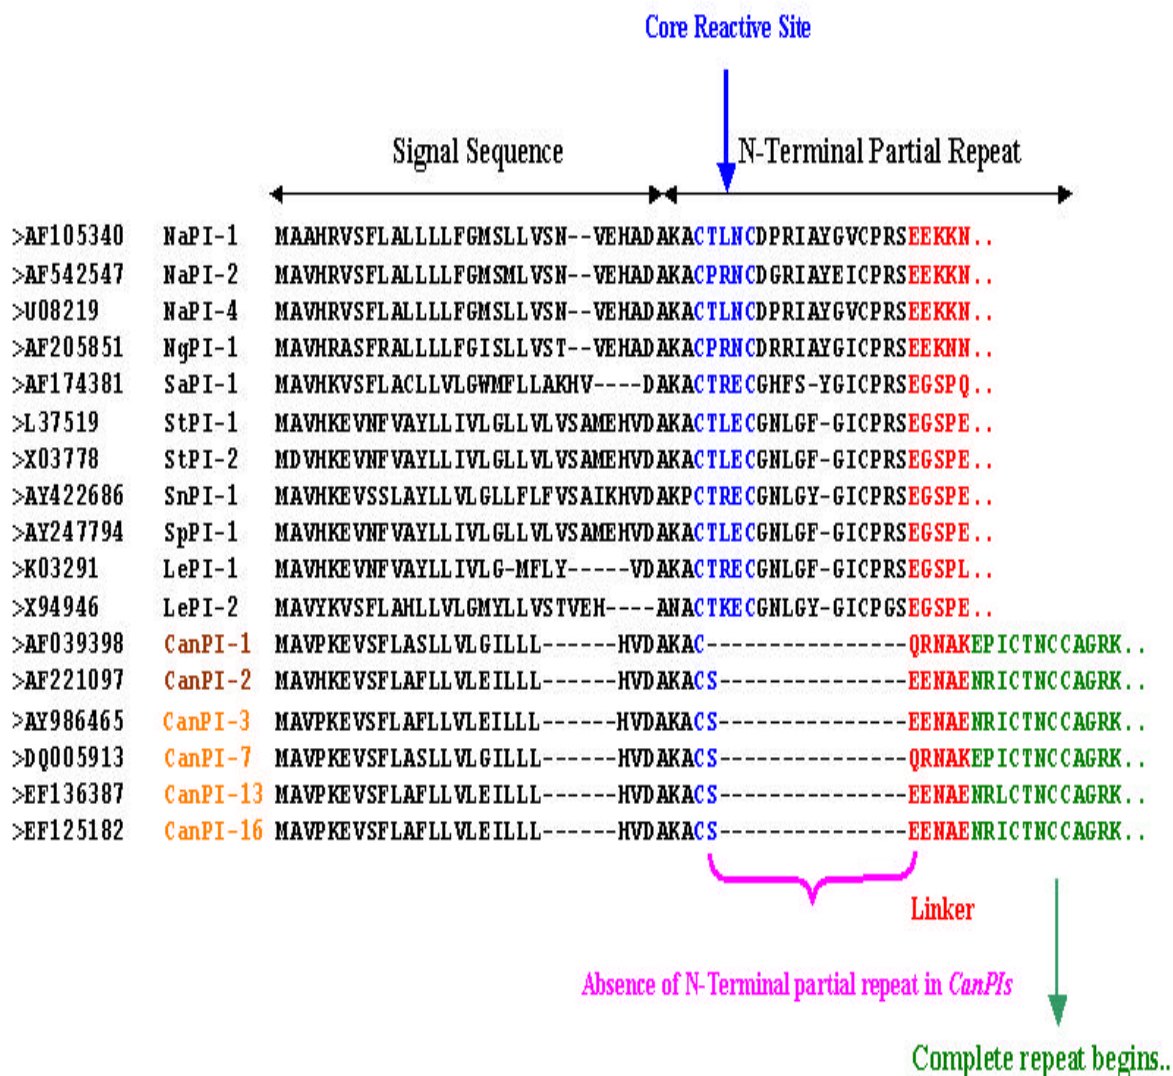 Core Reactive Site
Signal Sequence N-Terminal Partial Repeat
>AF105340 NaPI-1 MAAHRVSFLALLLLFGMSLLVSN--VEHADAKACTLNCDPRIAYGVCPRSEEKKN..
>AF542547 NaPI-2 MAVHRVSFLALLLLFGMSMLVSN--VEHADAKACPRNCDGRIAYEICPRSEEKKN..
>U08219 NaPI-4 MAVHRVSFLALLLLFGMSLLVSN--VEHADAKACTLNCDPRIAYGVCPRSEEKKN..
>AF205851 NgPI-1 MAVHRASFRALLLLFGISLLVST--VEHADAKACPRNCDRRIAYGICPRSEEKNN..
>AF174381 SaPI-1 MAVHKVSFLACLLVLGWMFLLAKHV----DAKACTRECGHFS-YGICPRSEGSPQ..
>L37519 StPI-1 MAVHKEVNFVAYLLIVLGLLVLVSAMEHVDAKACTLECGNLGF-GICPRSEGSPE..
>X03778 StPI-2 MDVHKEVNFVAYLLIVLGLLVLVSAMEHVDAKACTLECGNLGF-GICPRSEGSPE..
>AY422686 SnPI-1 MAVHKEVSSLAYLLVLGLLFLFVSAIKHVDAKPCTRECGNLGY-GICPRSEGSPE..
>AY247794 SpPI-1 MAVHKEVNFVAYLLIVLGLLVLVSAMEHVDAKACTLECGNLGF-GICPRSEGSPE..
>K03291 LePI-1 MAVHKEVNFVAYLLIVLG-MFLY-----VDAKACTRECGNLGF-GICPRSEGSPL..
>X94946 LePI-2 MAVYKVSFLAHLLVLGMYLLVSTVEH----ANACTKECGNLGY-GICPGSEGSPE..
>AF039398 CanPI-1 MAVPKEVSFLASLLVLGILLL------HVDAKAC----------------QRNAKEPICTNCCAGRK..
>AF221097 CanPI-2 MAVHKEVSFLAFLLVLEILLL------HVDAKACS---------------EENAENRICTNCCAGRK..
>AY986465 CanPI-3 MAVPKEVSFLAFLLVLEILLL------HVDAKACS---------------EENAENRICTNCCAGRK..
>DQ005913 CanPI-7 MAVPKEVSFLASLLVLGILLL------HVDAKACS---------------QRNAKEPICTNCCAGRK..
>EF136387 CanPI-13 MAVPKEVSFLAFLLVLEILLL------HVDAKACS---------------EENAENRLCTNCCAGRK..
>EF125182 CanPI-16 MAVPKEVSFLAFLLVLEILLL------HVDAKACS---------------EENAENRICTNCCAGRK..
Linker
Absence of N-Terminal partial repeat in CanPIs
Complete repeat begins..